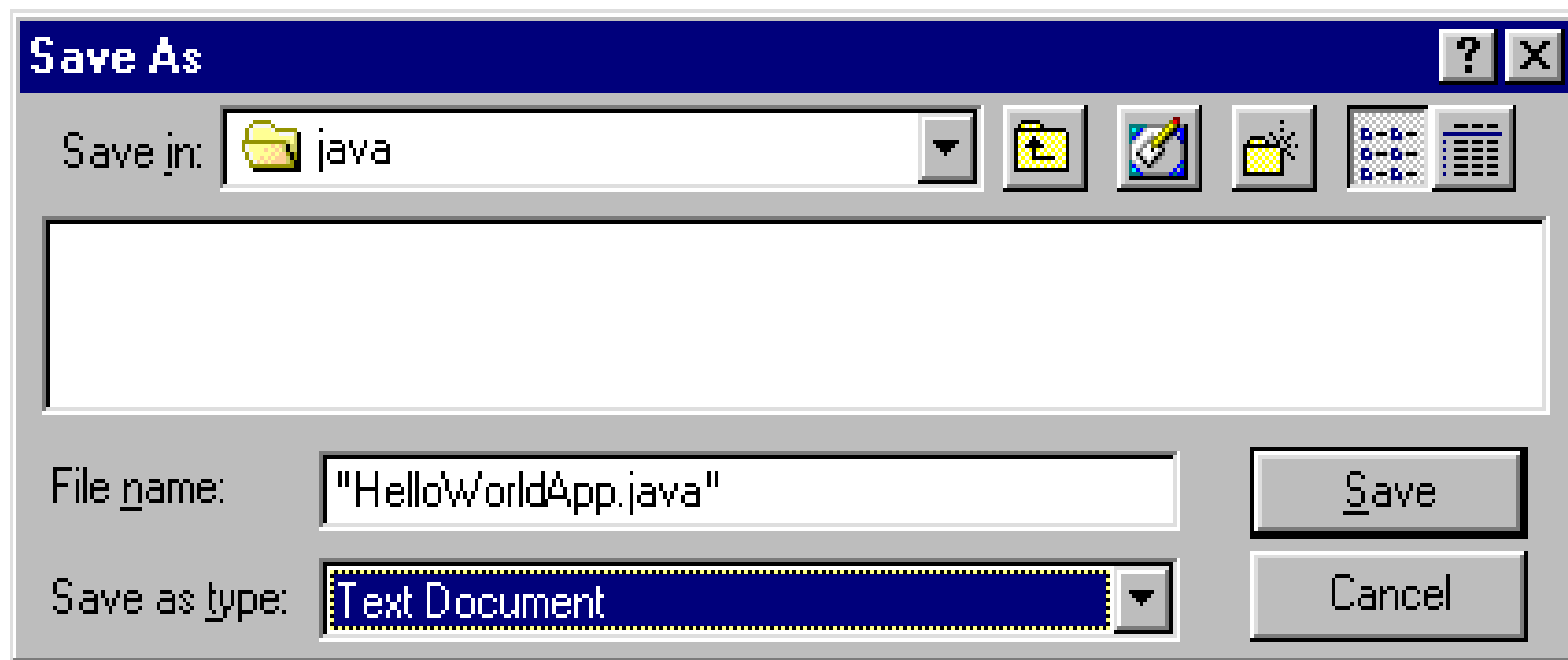 Save As
Save in: java
File name: "HelloWorldApp.java" Save
Save as type: Text Document Cancel